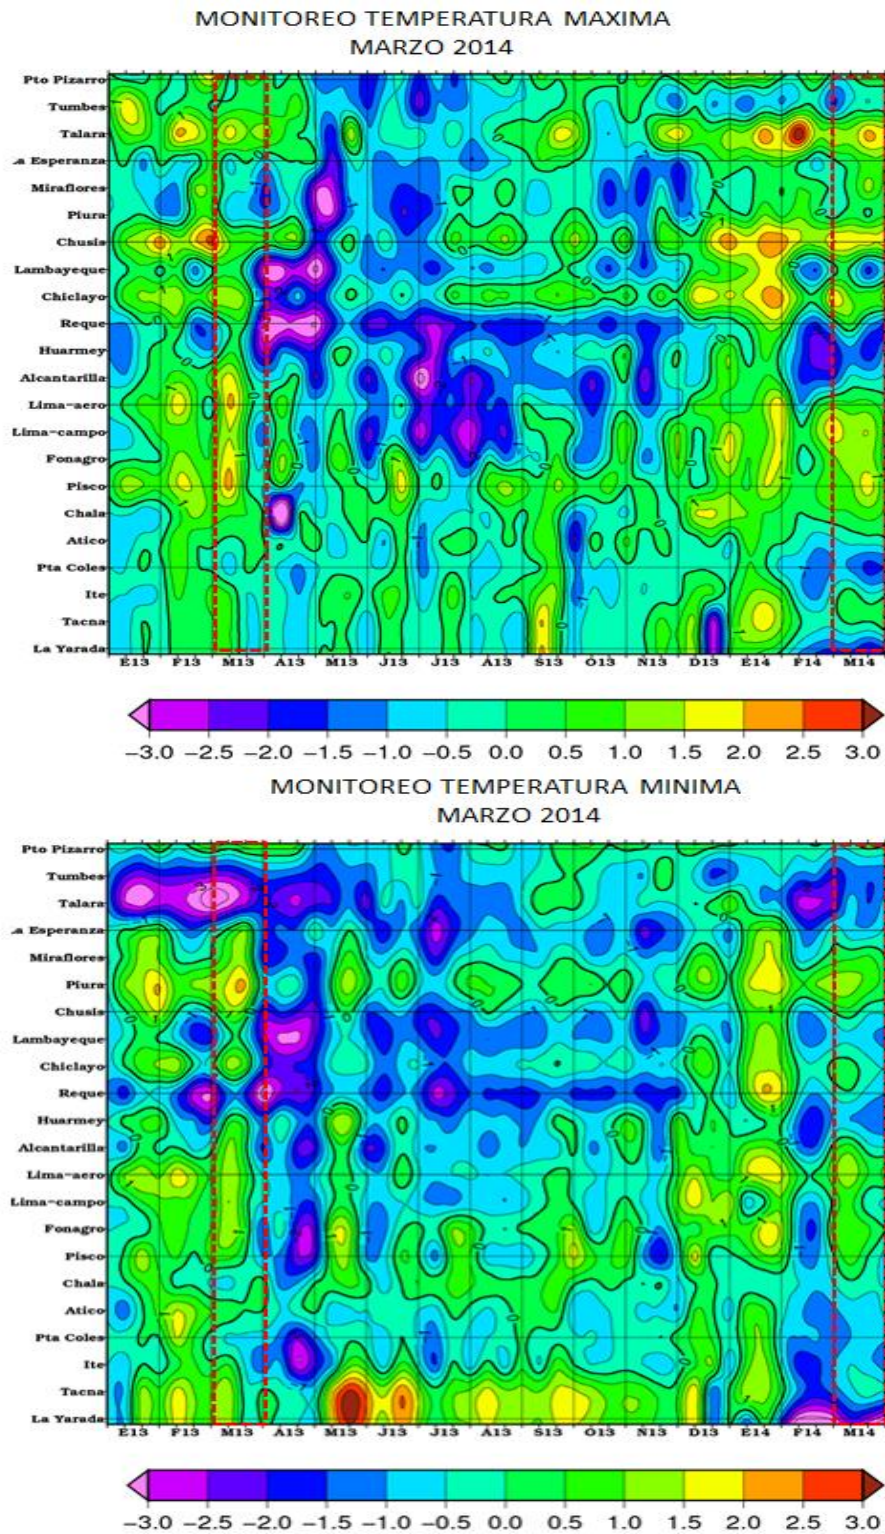 MONITOREO TEMPERATURA MAXIMA
MARZO 2014
Pto Pizarro
Tumbes
Talara
a Esperanza
Miraflores
Piura
Chusis
Lambayeque
Chiclayo
Reque
Huarmey
Alcantarilla
Lima-aero
Lima-campo
Fonagro
Pisco
Chala
Atico
Pta Coles
Ite
Tacna
La Yarada
E13 F13 M13 A13 M13 J13 J13 A13 S13 O13 N13 D13 E14 F14 M14
-3.0 -2.5 -2.0 -1.5 -1.0 -0.5 0.0 0.5 1.0 1.5 2.0 2.5 3.0
MONITOREO TEMPERATURA MINIMA
MARZO 2014
Pto Pizarro
Tumbes
Talara
a Esperanza
Miraflores
Piura
Chusis
Lambayeque
Chiclayo
Reque
Huarmey
Alcantarilla
Lima-aero
Lima-campo
Fonagro
Pisco
Chala
Atico
Pta Coles
Ite
Tacna
La Yarada
E13 F13 M13 A13 M13 J13 J13 A13 S13 O13 N13 D13 E14 F14 M14
-3.0 -2.5 -2.0 -1.5 -1.0 -0.5 0.0 0.5 1.0 1.5 2.0 2.5 3.0